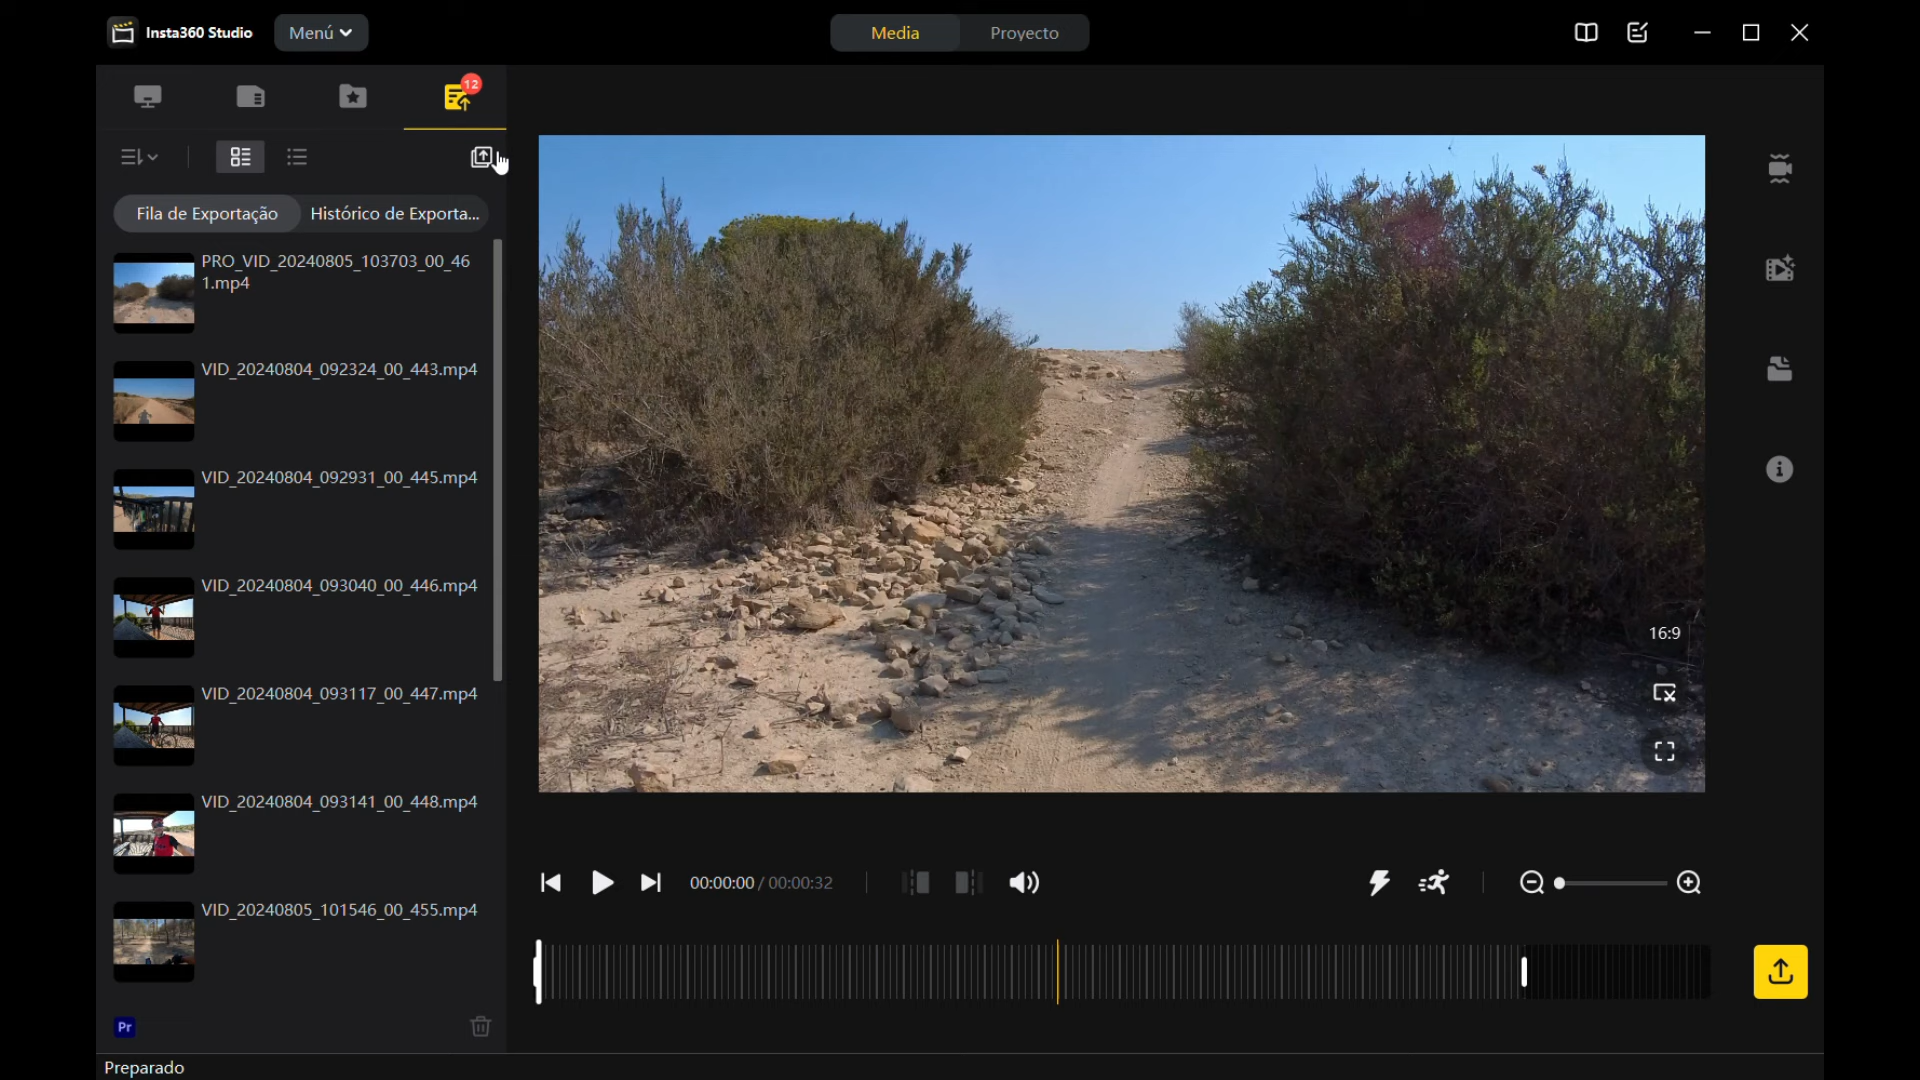 Insta360 Studio
Menú
Media
Proyecto
12
Fila de Exportação
Histórico de Exporta...
PRO_VID_20240805_103703_00_46
1.mp4
VID_20240804_092324_00_443.mp4
VID_20240804_092931_00_445.mp4
VID_20240804_093040_00_446.mp4
VID_20240804_093117_00_447.mp4
VID_20240804_093141_00_448.mp4
VID_20240805_101546_00_455.mp4
16:9
00:00:00 / 00:00:32
Pr
Preparado